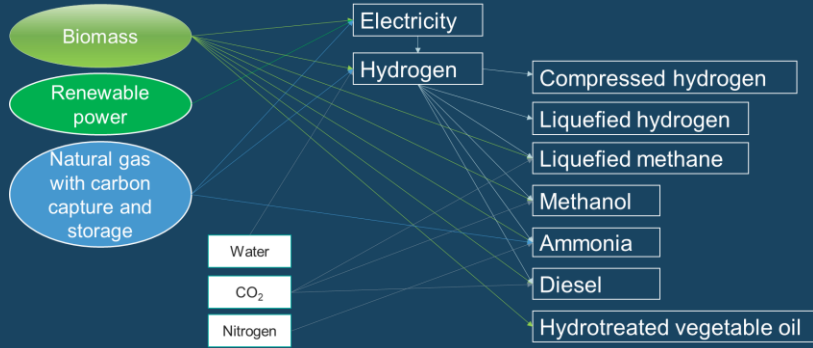 Biomass
Renewable
power
Natural gas
with carbon
capture and
storage
Water
CO₂
Nitrogen
Electricity
Hydrogen
Compressed hydrogen
Liquefied hydrogen
Liquefied methane
Methanol
Ammonia
Diesel
Hydrotreated vegetable oil